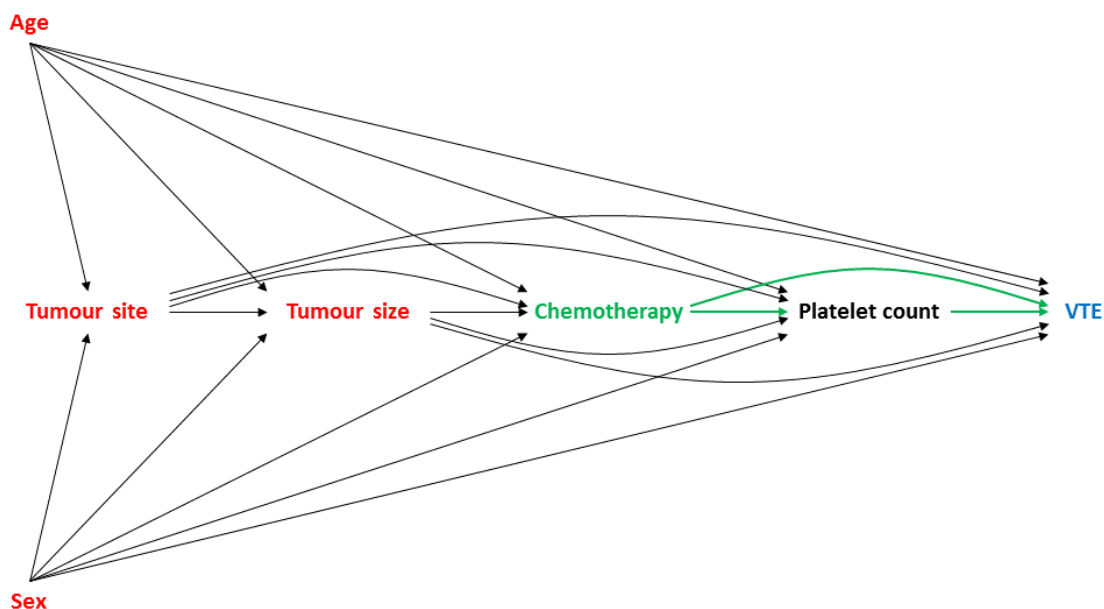 Age
Tumour site
Tumour size
Chemotherapy
Platelet count
VTE
Sex